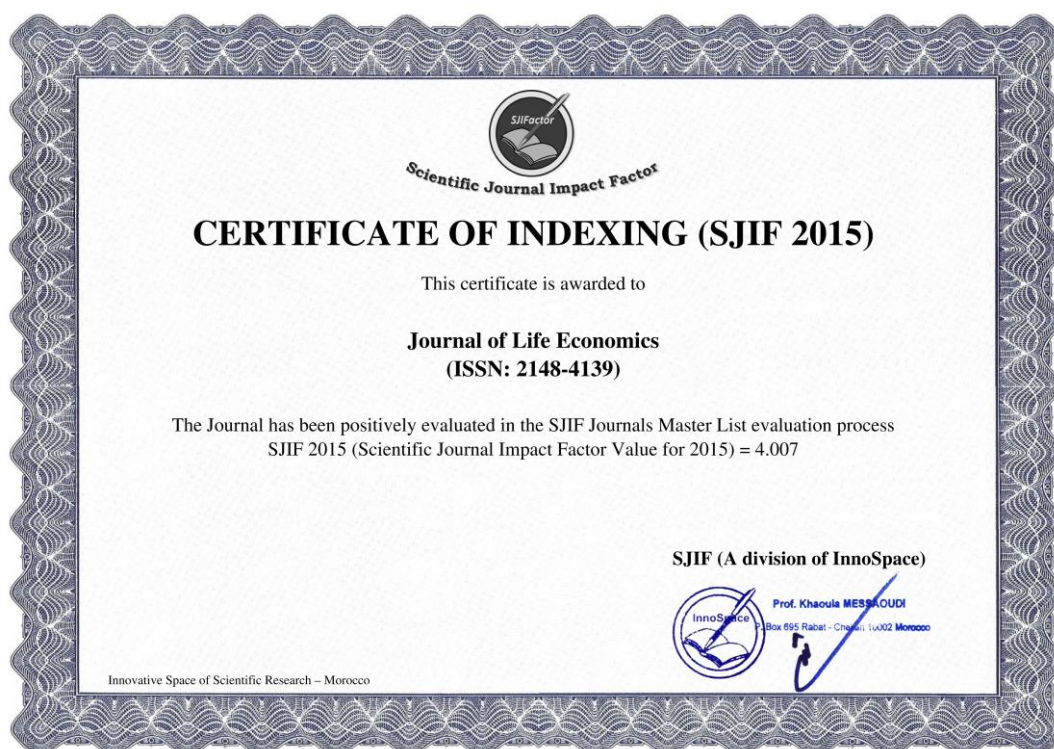 SJIFactor
Scientific Journal Impact Factor
CERTIFICATE OF INDEXING (SJIF 2015)
This certificate is awarded to
Journal of Life Economics
(ISSN: 2148-4139)
The Journal has been positively evaluated in the SJIF Journals Master List evaluation process
SJIF 2015 (Scientific Journal Impact Factor Value for 2015) = 4.007
SJIF (A division of InnoSpace)
InnoSpace
Prof. Khaoula MESSAOUDI
P.Box 695 Rabat - 10002 Morocco
Innovative Space of Scientific Research – Morocco